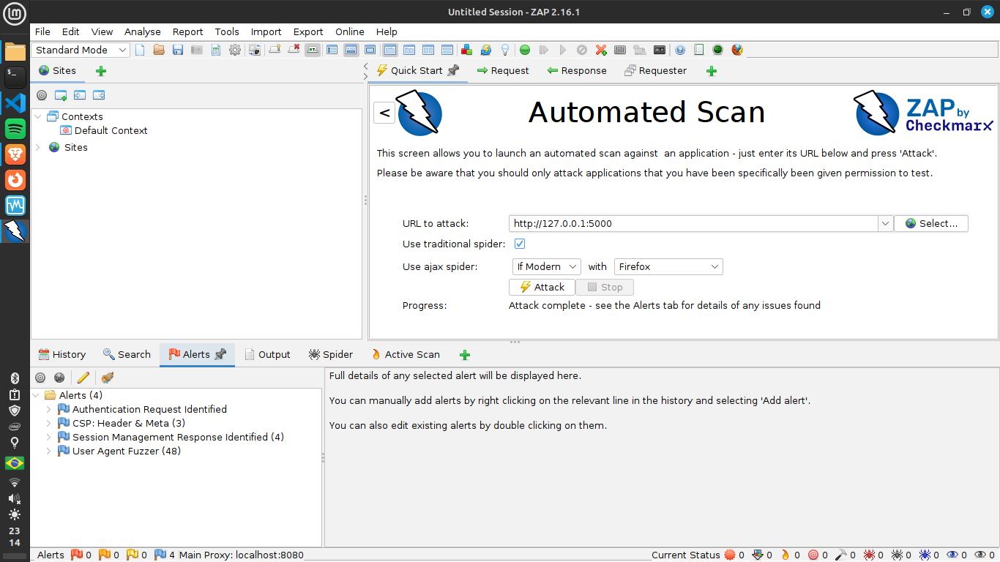 Untitled Session - ZAP 2.16.1
File Edit View Analyse Report Tools Import Export Online Help
Standard Mode
Sites
Quick Start Request Response Requester
Contexts
Default Context
Sites
<
Automated Scan
ZAP by
Checkmarx
This screen allows you to launch an automated scan against  an application - just enter its URL below and press 'Attack'.
Please be aware that you should only attack applications that you have been specifically been given permission to test.
URL to attack: http://127.0.0.1:5000 Select...
Use traditional spider:
Use ajax spider: If Modern with Firefox
Attack Stop
Progress: Attack complete - see the Alerts tab for details of any issues found
History Search Alerts Output Spider Active Scan
Alerts (4)
Authentication Request Identified
CSP: Header & Meta (3)
Session Management Response Identified (4)
User Agent Fuzzer (48)
Full details of any selected alert will be displayed here.
You can manually add alerts by right clicking on the relevant line in the history and selecting 'Add alert'.
You can also edit existing alerts by double clicking on them.
23
14
Alerts 0 0 0 4 Main Proxy: localhost:8080 Current Status 0 0 0 0 0 0 0 0 0 0